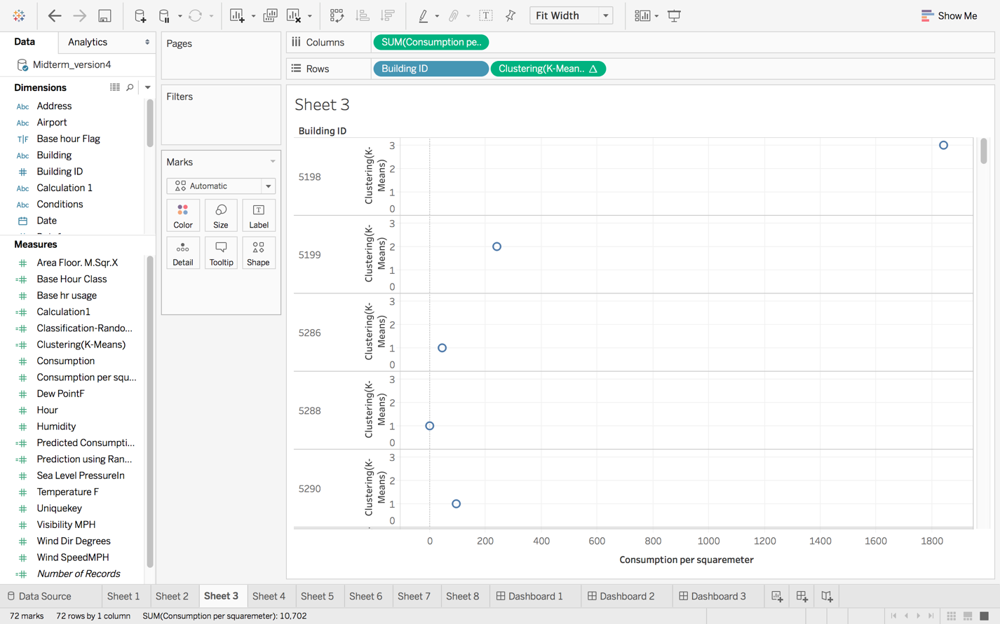 Fit Width
Show Me
Data
Analytics
Midterm_version4
Dimensions
Abc Address
Abc Airport
T|F Base hour Flag
Abc Building
# Building ID
Abc Calculation 1
Abc Conditions
Date
Measures
# Area Floor. M.Sqr.X
=# Base Hour Class
# Base hr usage
=# Calculation1
=# Classification-Rando...
=# Clustering(K-Means)
# Consumption
# Consumption per squ...
# Dew PointF
# Hour
# Humidity
=# Predicted Consumpti...
=# Prediction using Ran...
# Sea Level PressureIn
# Temperature F
# Uniquekey
# Visibility MPH
# Wind Dir Degrees
# Wind SpeedMPH
=# Number of Records
Pages
Filters
Marks
Automatic
Color
Size
Label
Detail
Tooltip
Shape
Columns
SUM(Consumption pe..
Rows
Building ID
Clustering(K-Mean..
Sheet 3
Building ID
5198
Clustering(K-
Means)
3
2
1
0
5199
Clustering(K-
Means)
3
2
1
0
5286
Clustering(K-
Means)
3
2
1
0
5288
Clustering(K-
Means)
3
2
1
0
5290
Clustering(K-
Means)
3
2
1
0
0 200 400 600 800 1000 1200 1400 1600 1800
Consumption per squaremeter
Data Source
Sheet 1
Sheet 2
Sheet 3
Sheet 4
Sheet 5
Sheet 6
Sheet 7
Sheet 8
Dashboard 1
Dashboard 2
Dashboard 3
72 marks
72 rows by 1 column
SUM(Consumption per squaremeter): 10,702